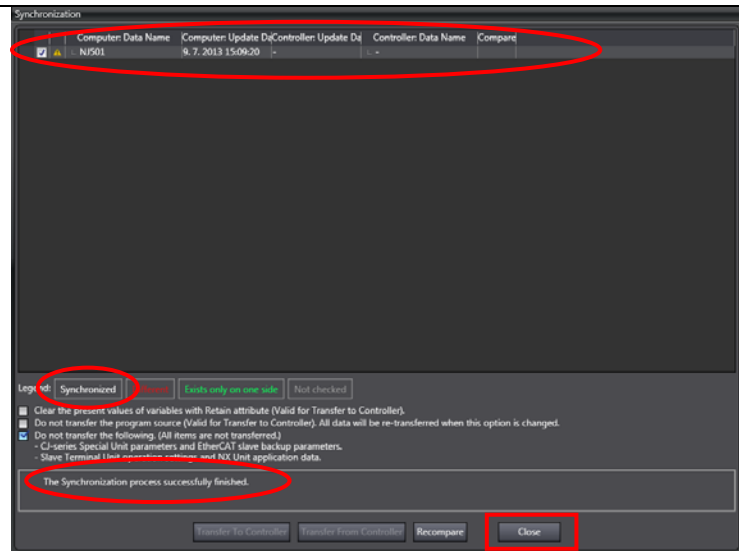 Synchronization
Computer: Data Name Computer: Update Da Controller: Update Da Controller: Data Name Compare
NJ501 9. 7. 2013 15:09:20 - -
Legend: Synchronized Exists only on one side Not checked
Clear the present values of variables with Retain attribute (Valid for Transfer to Controller).
Do not transfer the program source (Valid for Transfer to Controller). All data will be re-transferred when this option is changed.
Do not transfer the following. (All items are not transferred.)
- CJ-series Special Unit parameters and EtherCAT slave backup parameters.
- Slave Terminal Unit operation settings and NX Unit application data.
The Synchronization process successfully finished.
Transfer To Controller Transfer From Controller Recompare Close